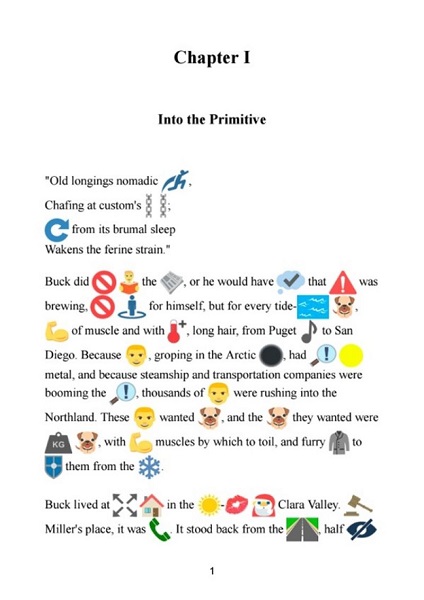 Chapter I
Into the Primitive
"Old longings nomadic ,
Chafing at custom's ;
from its brumal sleep
Wakens the ferine strain."
Buck did the , or he would have that was
brewing, for himself, but for every tide- ,
of muscle and with , long hair, from Puget to San
Diego. Because , groping in the Arctic , had
metal, and because steamship and transportation companies were
booming the , thousands of were rushing into the
Northland. These wanted , and the they wanted were
KG , with muscles by which to toil, and furry to
them from the .
Buck lived at in the - Clara Valley.
Miller's place, it was . It stood back from the , half
1